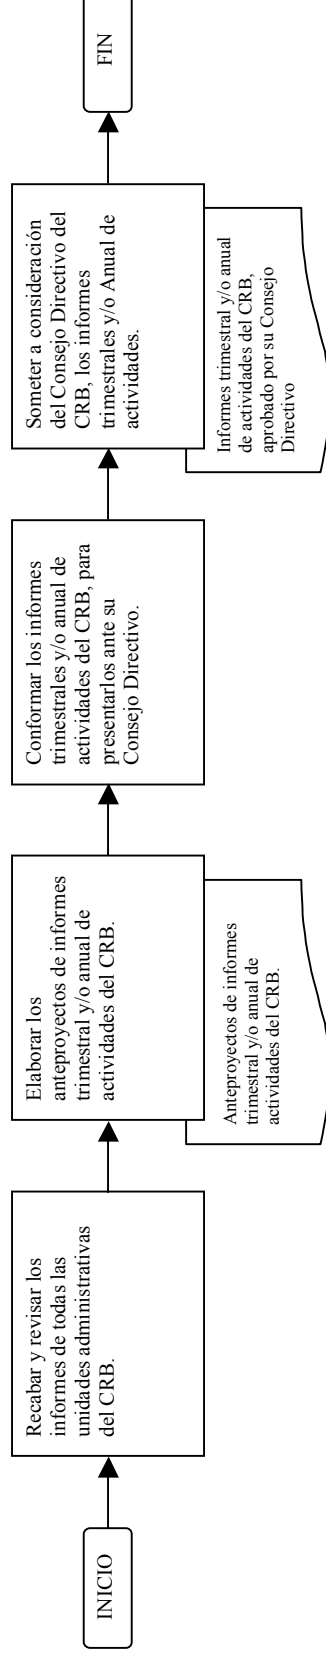 INICIO
Recabar y revisar los
informes de todas las
unidades administrativas
del CRB.
Elaborar los
anteproyectos de informes
trimestral y/o anual de
actividades del CRB.
Anteproyectos de informes
trimestral y/o anual de
actividades del CRB.
Conformar los informes
trimestrales y/o anual de
actividades del CRB, para
presentarlos ante su
Consejo Directivo.
Someter a consideración
del Consejo Directivo del
CRB, los informes
trimestrales y/o Anual de
actividades.
Informes trimestral y/o anual
de actividades del CRB,
aprobado por su Consejo
Directivo
FIN